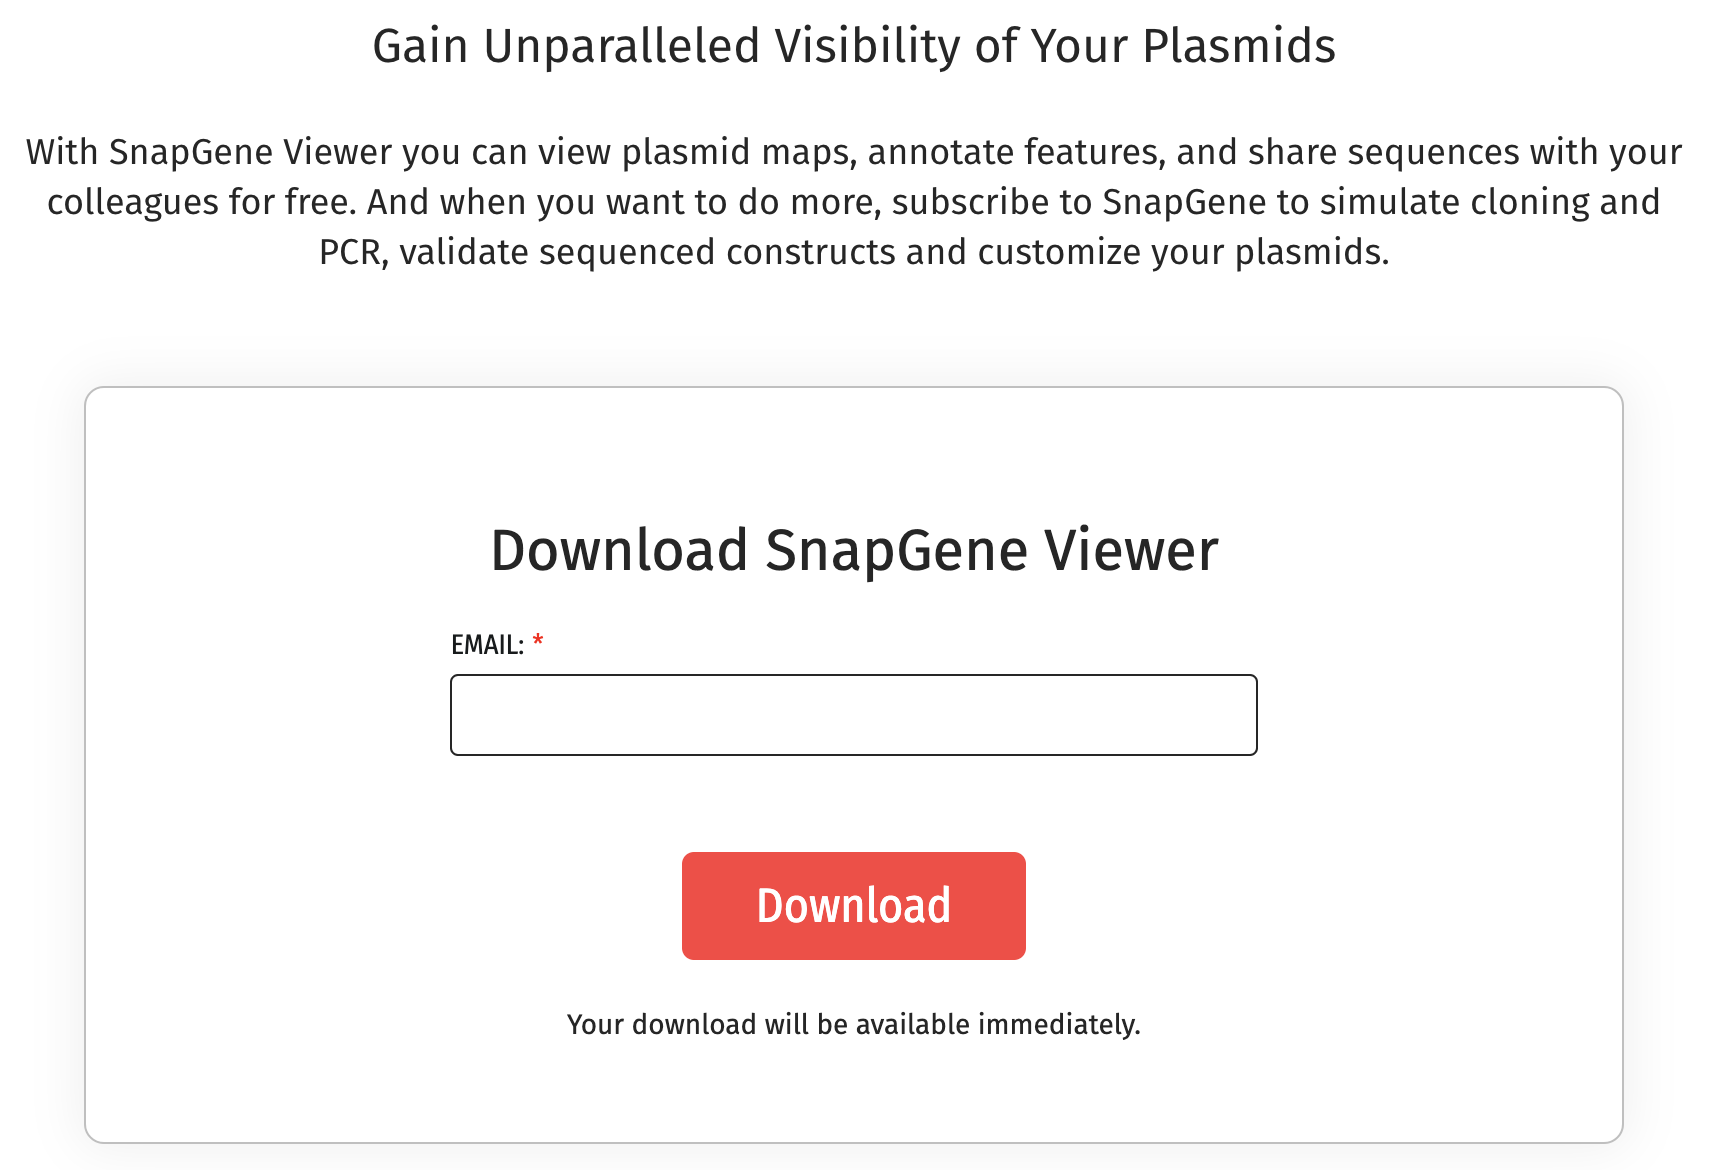 Gain Unparalleled Visibility of Your Plasmids
With SnapGene Viewer you can view plasmid maps, annotate features, and share sequences with your
colleagues for free. And when you want to do more, subscribe to SnapGene to simulate cloning and
PCR, validate sequenced constructs and customize your plasmids.
Download SnapGene Viewer
EMAIL: *
Download
Your download will be available immediately.